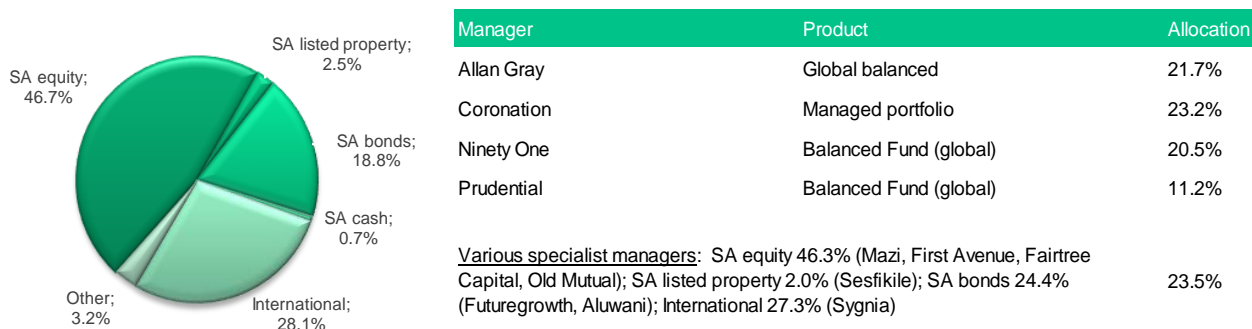 SA listed property;
2.5%
SA equity;
46.7%
SA bonds;
18.8%
SA cash;
0.7%
International;
28.1%
Other;
3.2%
Manager Product Allocation
Allan Gray Global balanced 21.7%
Coronation Managed portfolio 23.2%
Ninety One Balanced Fund (global) 20.5%
Prudential Balanced Fund (global) 11.2%
Various specialist managers: SA equity 46.3% (Mazi, First Avenue, Fairtree
Capital, Old Mutual); SA listed property 2.0% (Sesfikile); SA bonds 24.4%
(Futuregrowth, Aluwani); International 27.3% (Sygnia)
23.5%